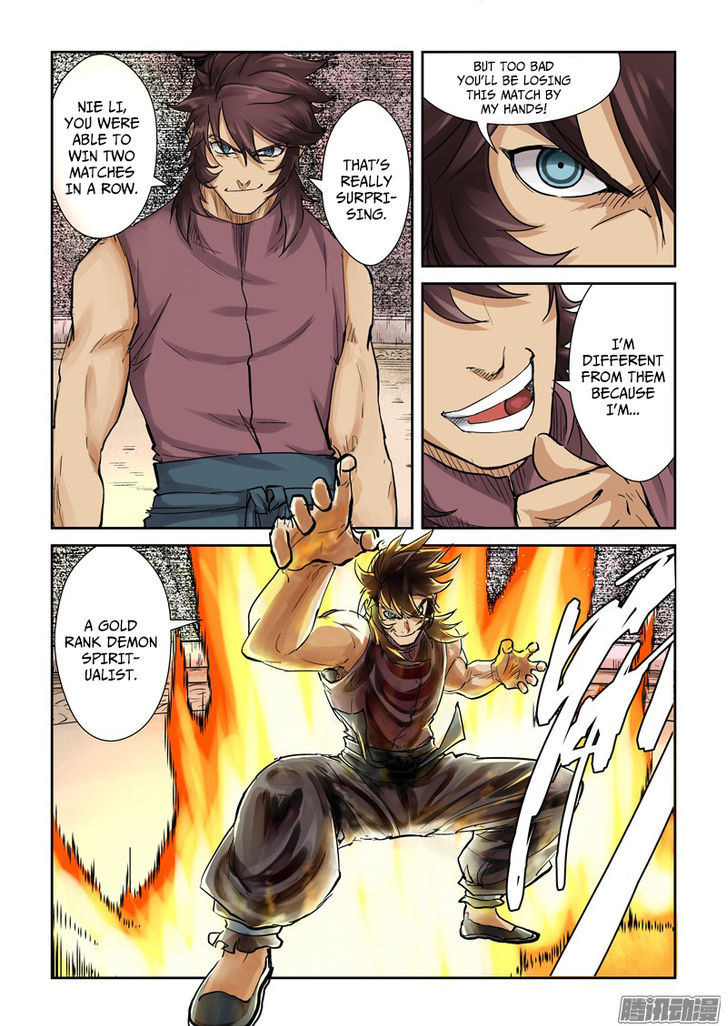 NIE LI,
YOU WERE
ABLE TO
WIN TWO
MATCHES
IN A ROW.
THAT'S
REALLY
SURPRI-
SING.
BUT TOO BAD
YOU'LL BE LOSING
THIS MATCH BY
MY HANDS!
I'M
DIFFERENT
FROM THEM
BECAUSE
I'M...
A GOLD
RANK DEMON
SPIRIT-
UALIST.
腾讯动漫